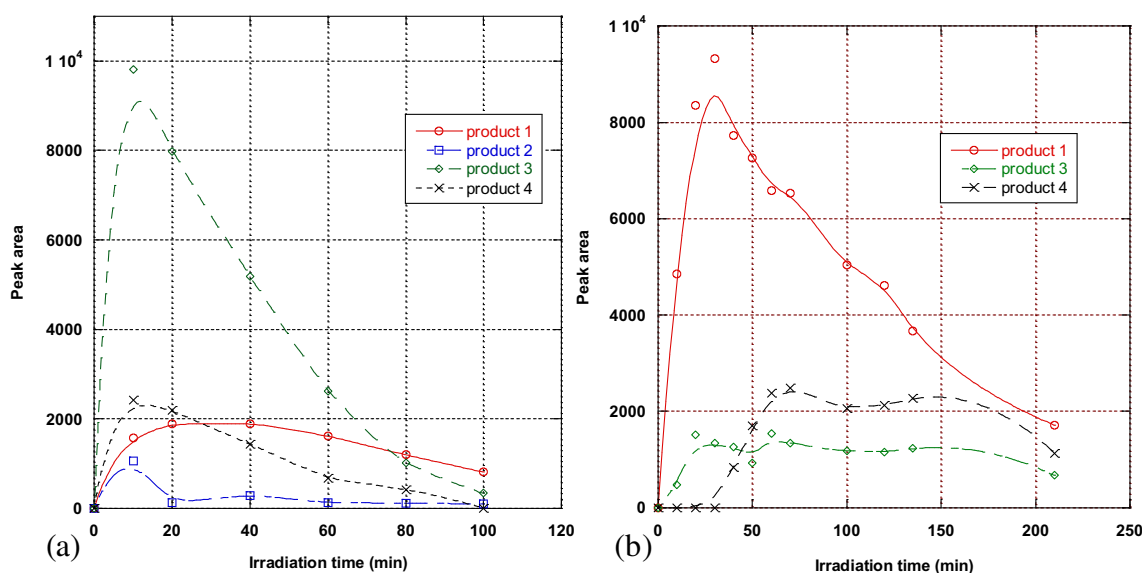 1 10⁴
8000
6000
4000
2000
0
0
20
40
60
80
100
120
Peak area
Irradiation time (min)
product 1
product 2
product 3
product 4
(a)
1 10⁴
8000
6000
4000
2000
0
0
50
100
150
200
250
Peak area
Irradiation time (min)
product 1
product 3
product 4
(b)